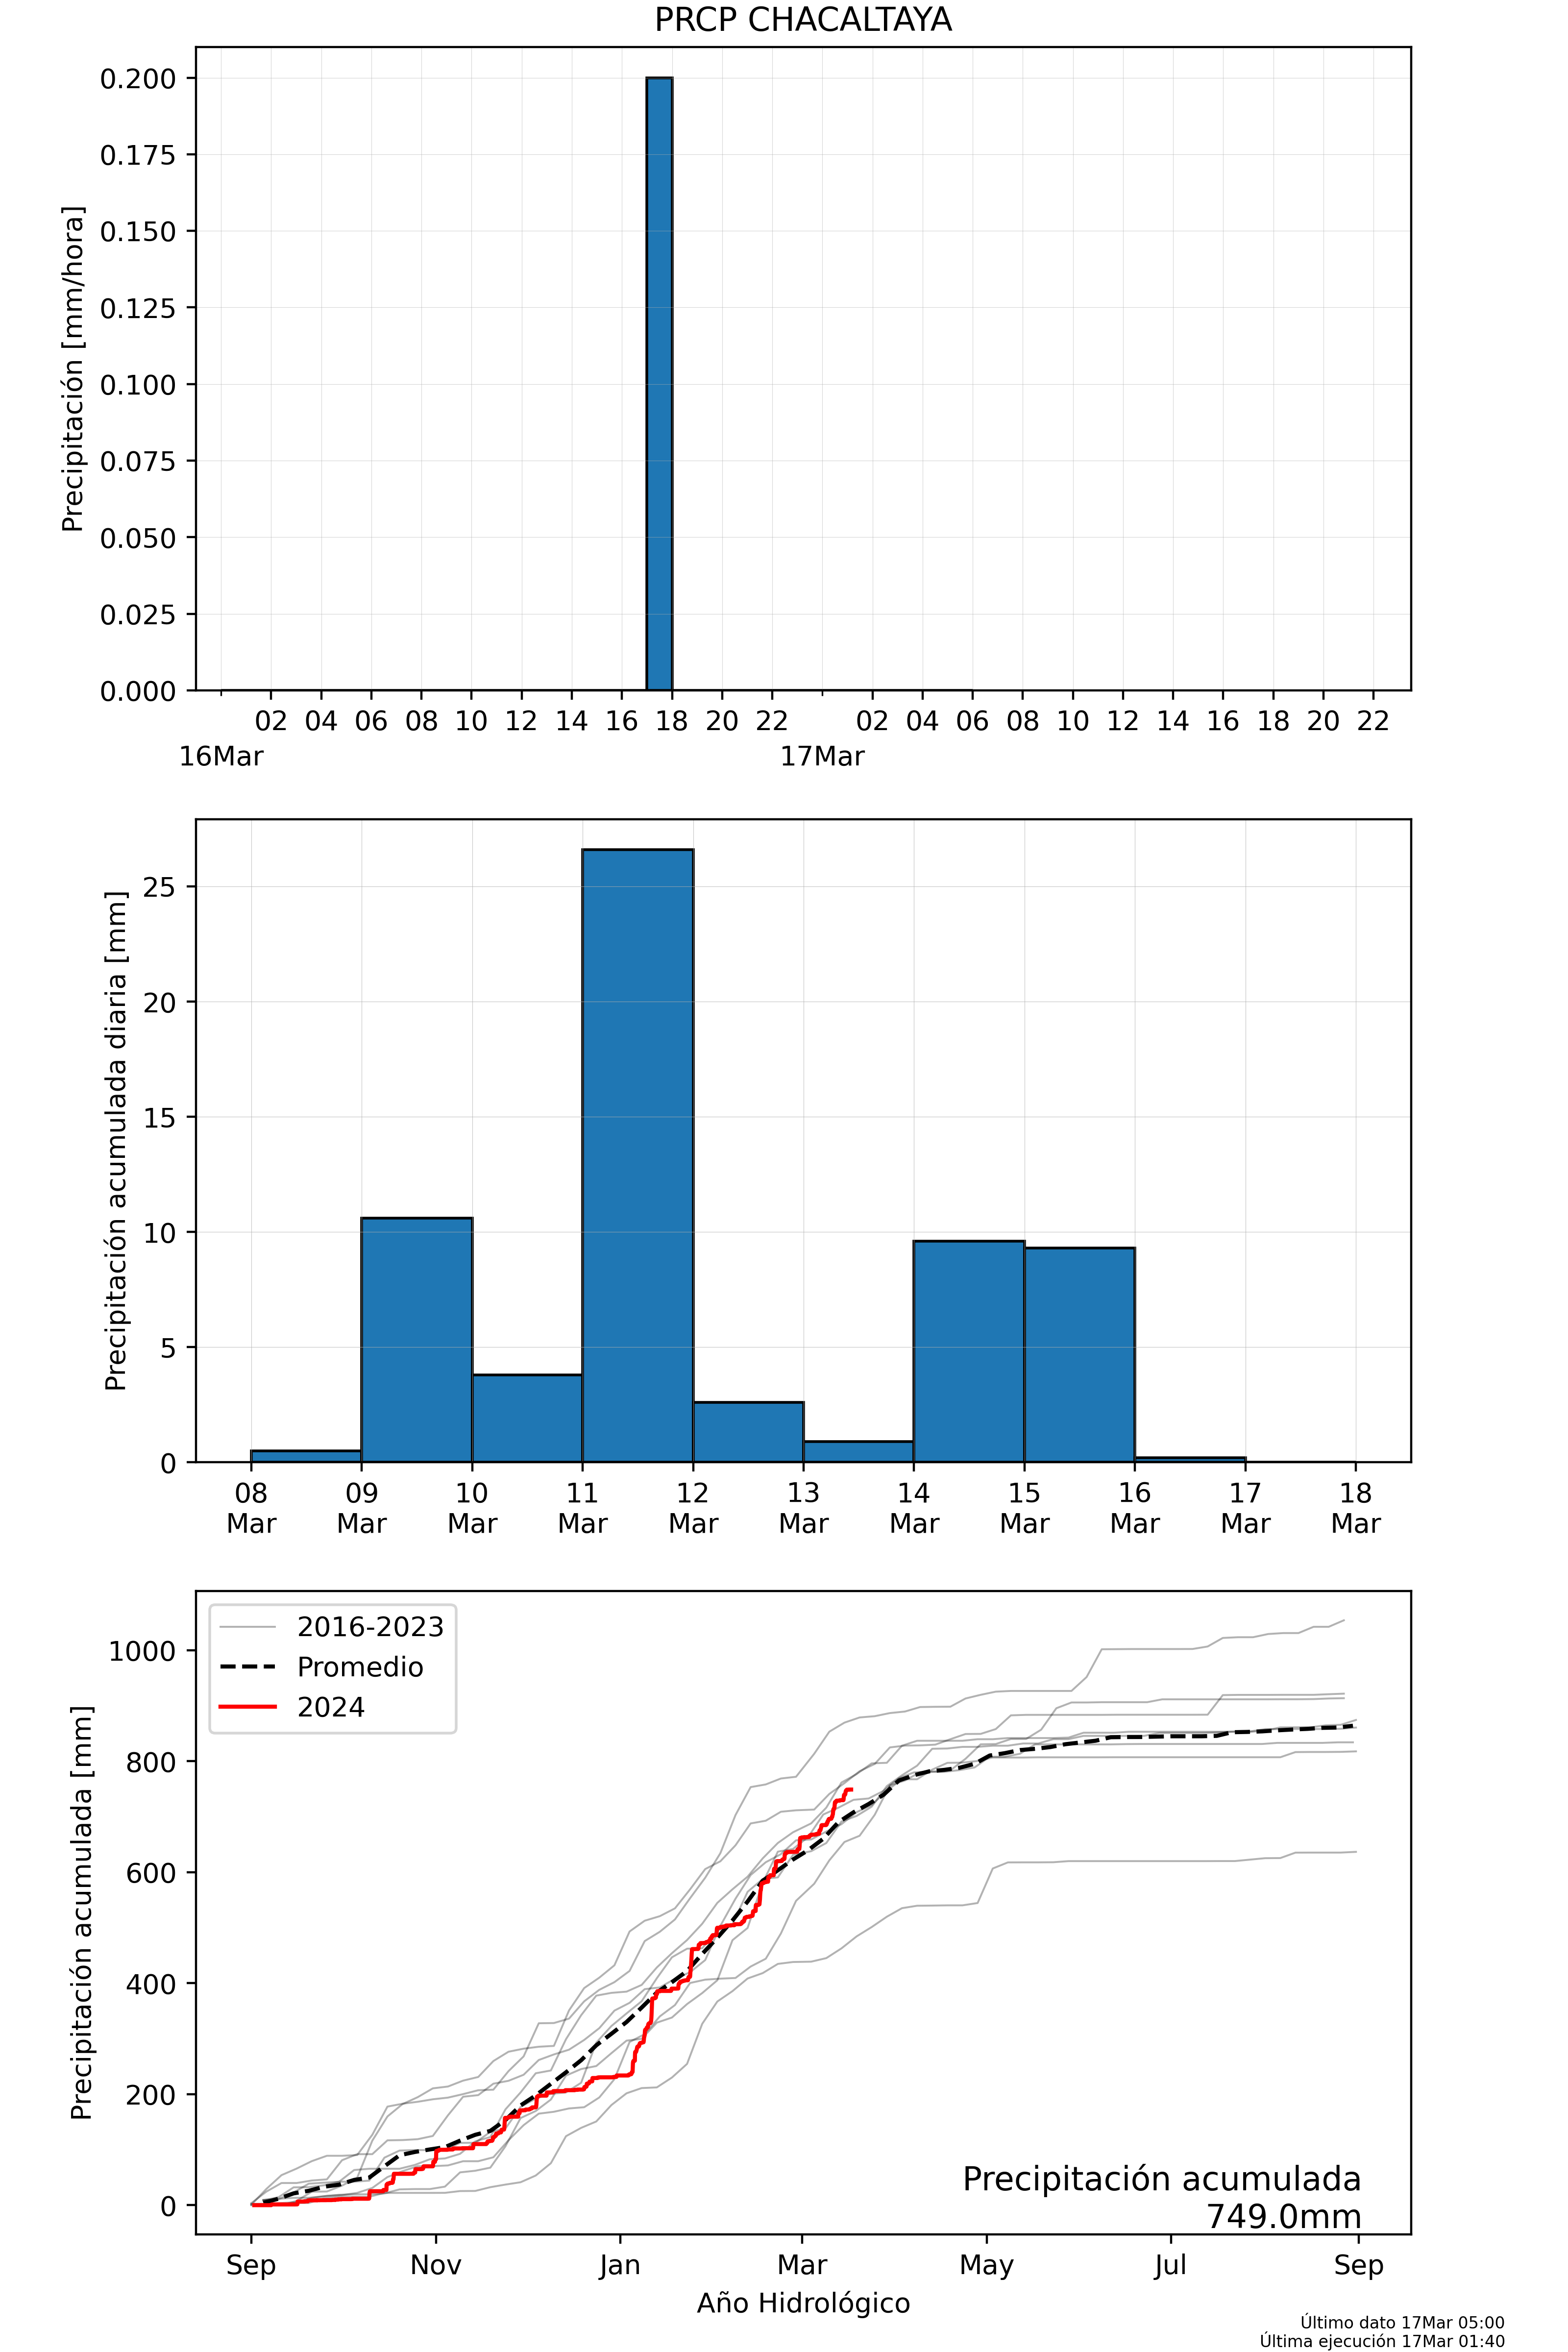 PRCP CHACALTAYA
Precipitación [mm/hora]
0.200
0.175
0.150
0.125
0.100
0.075
0.050
0.025
0.000
02 04 06 08 10 12 14 16 18 20 22 02 04 06 08 10 12 14 16 18 20 22
16Mar 17Mar
Precipitación acumulada diaria [mm]
25
20
15
10
5
0
08 09 10 11 12 13 14 15 16 17 18
Mar Mar Mar Mar Mar Mar Mar Mar Mar Mar Mar
Precipitación acumulada [mm]
1000
800
600
400
200
0
2016-2023
Promedio
2024
Precipitación acumulada
749.0mm
Sep Nov Jan Mar May Jul Sep
Año Hidrológico
Último dato 17Mar 05:00
Última ejecución 17Mar 01:40